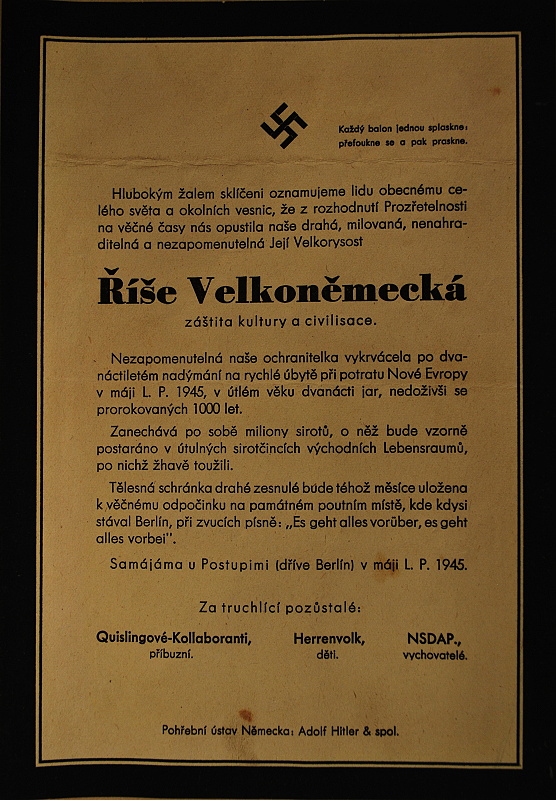 Každý balon jednou splaskne:
přefoukne se a pak praskne.
Hlubokým žalem sklíčeni oznamujeme lidu obecnému ce-
lého světa a okolních vesnic, že z rozhodnutí Prozřetelnosti
na věčné časy nás opustila naše drahá, milovaná, nenahra-
ditelná a nezapomenutelná Její Velkorysost
Říše Velkoněmecká
záštita kultury a civilisace.
Nezapomenutelná naše ochranitelka vykrvácela po dva-
náctiletém nadýmání na rychlé úbytě při potratu Nové Evropy
v máji L. P. 1945, v útlém věku dvanácti jar, nedoživši se
prorokovaných 1000 let.
Zanechává po sobě miliony sirotů, o něž bude vzorně
postaráno v útulných sirotčincích východních Lebensraumů,
po nichž žhavě toužili.
Tělesná schránka drahé zesnulé bude téhož měsíce uložena
k věčnému odpočinku na památném poutním místě, kde kdysi
stával Berlín, při zvucích písně: „Es geht alles vorüber, es geht
alles vorbei".
Samájáma u Postupimi (dříve Berlín) v máji L. P. 1945.
Za truchlící pozůstalé:
Quislingové-Kollaboranti, Herrenvolk, NSDAP.,
příbuzní. děti. vychovatelé.
Pohřební ústav Německa: Adolf Hitler & spol.